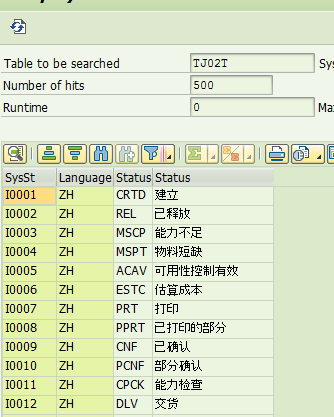 Table to be searched TJ02T Sys
Number of hits 500
Runtime 0 Ma
SysSt Language Status Status
I0001 ZH CRTD 建立
I0002 ZH REL 已释放
I0003 ZH MSCP 能力不足
I0004 ZH MSPT 物料短缺
I0005 ZH ACAV 可用性控制有效
I0006 ZH ESTC 估算成本
I0007 ZH PRT 打印
I0008 ZH PPRT 已打印的部分
I0009 ZH CNF 已确认
I0010 ZH PCNF 部分确认
I0011 ZH CPCK 能力检查
I0012 ZH DLV 交货